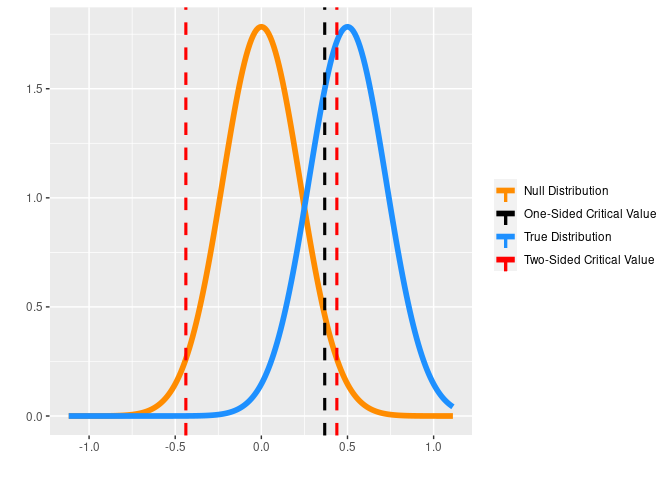 1.5
1.0
0.5
0.0
-1.0
-0.5
0.0
0.5
1.0
Null Distribution
One-Sided Critical Value
True Distribution
Two-Sided Critical Value